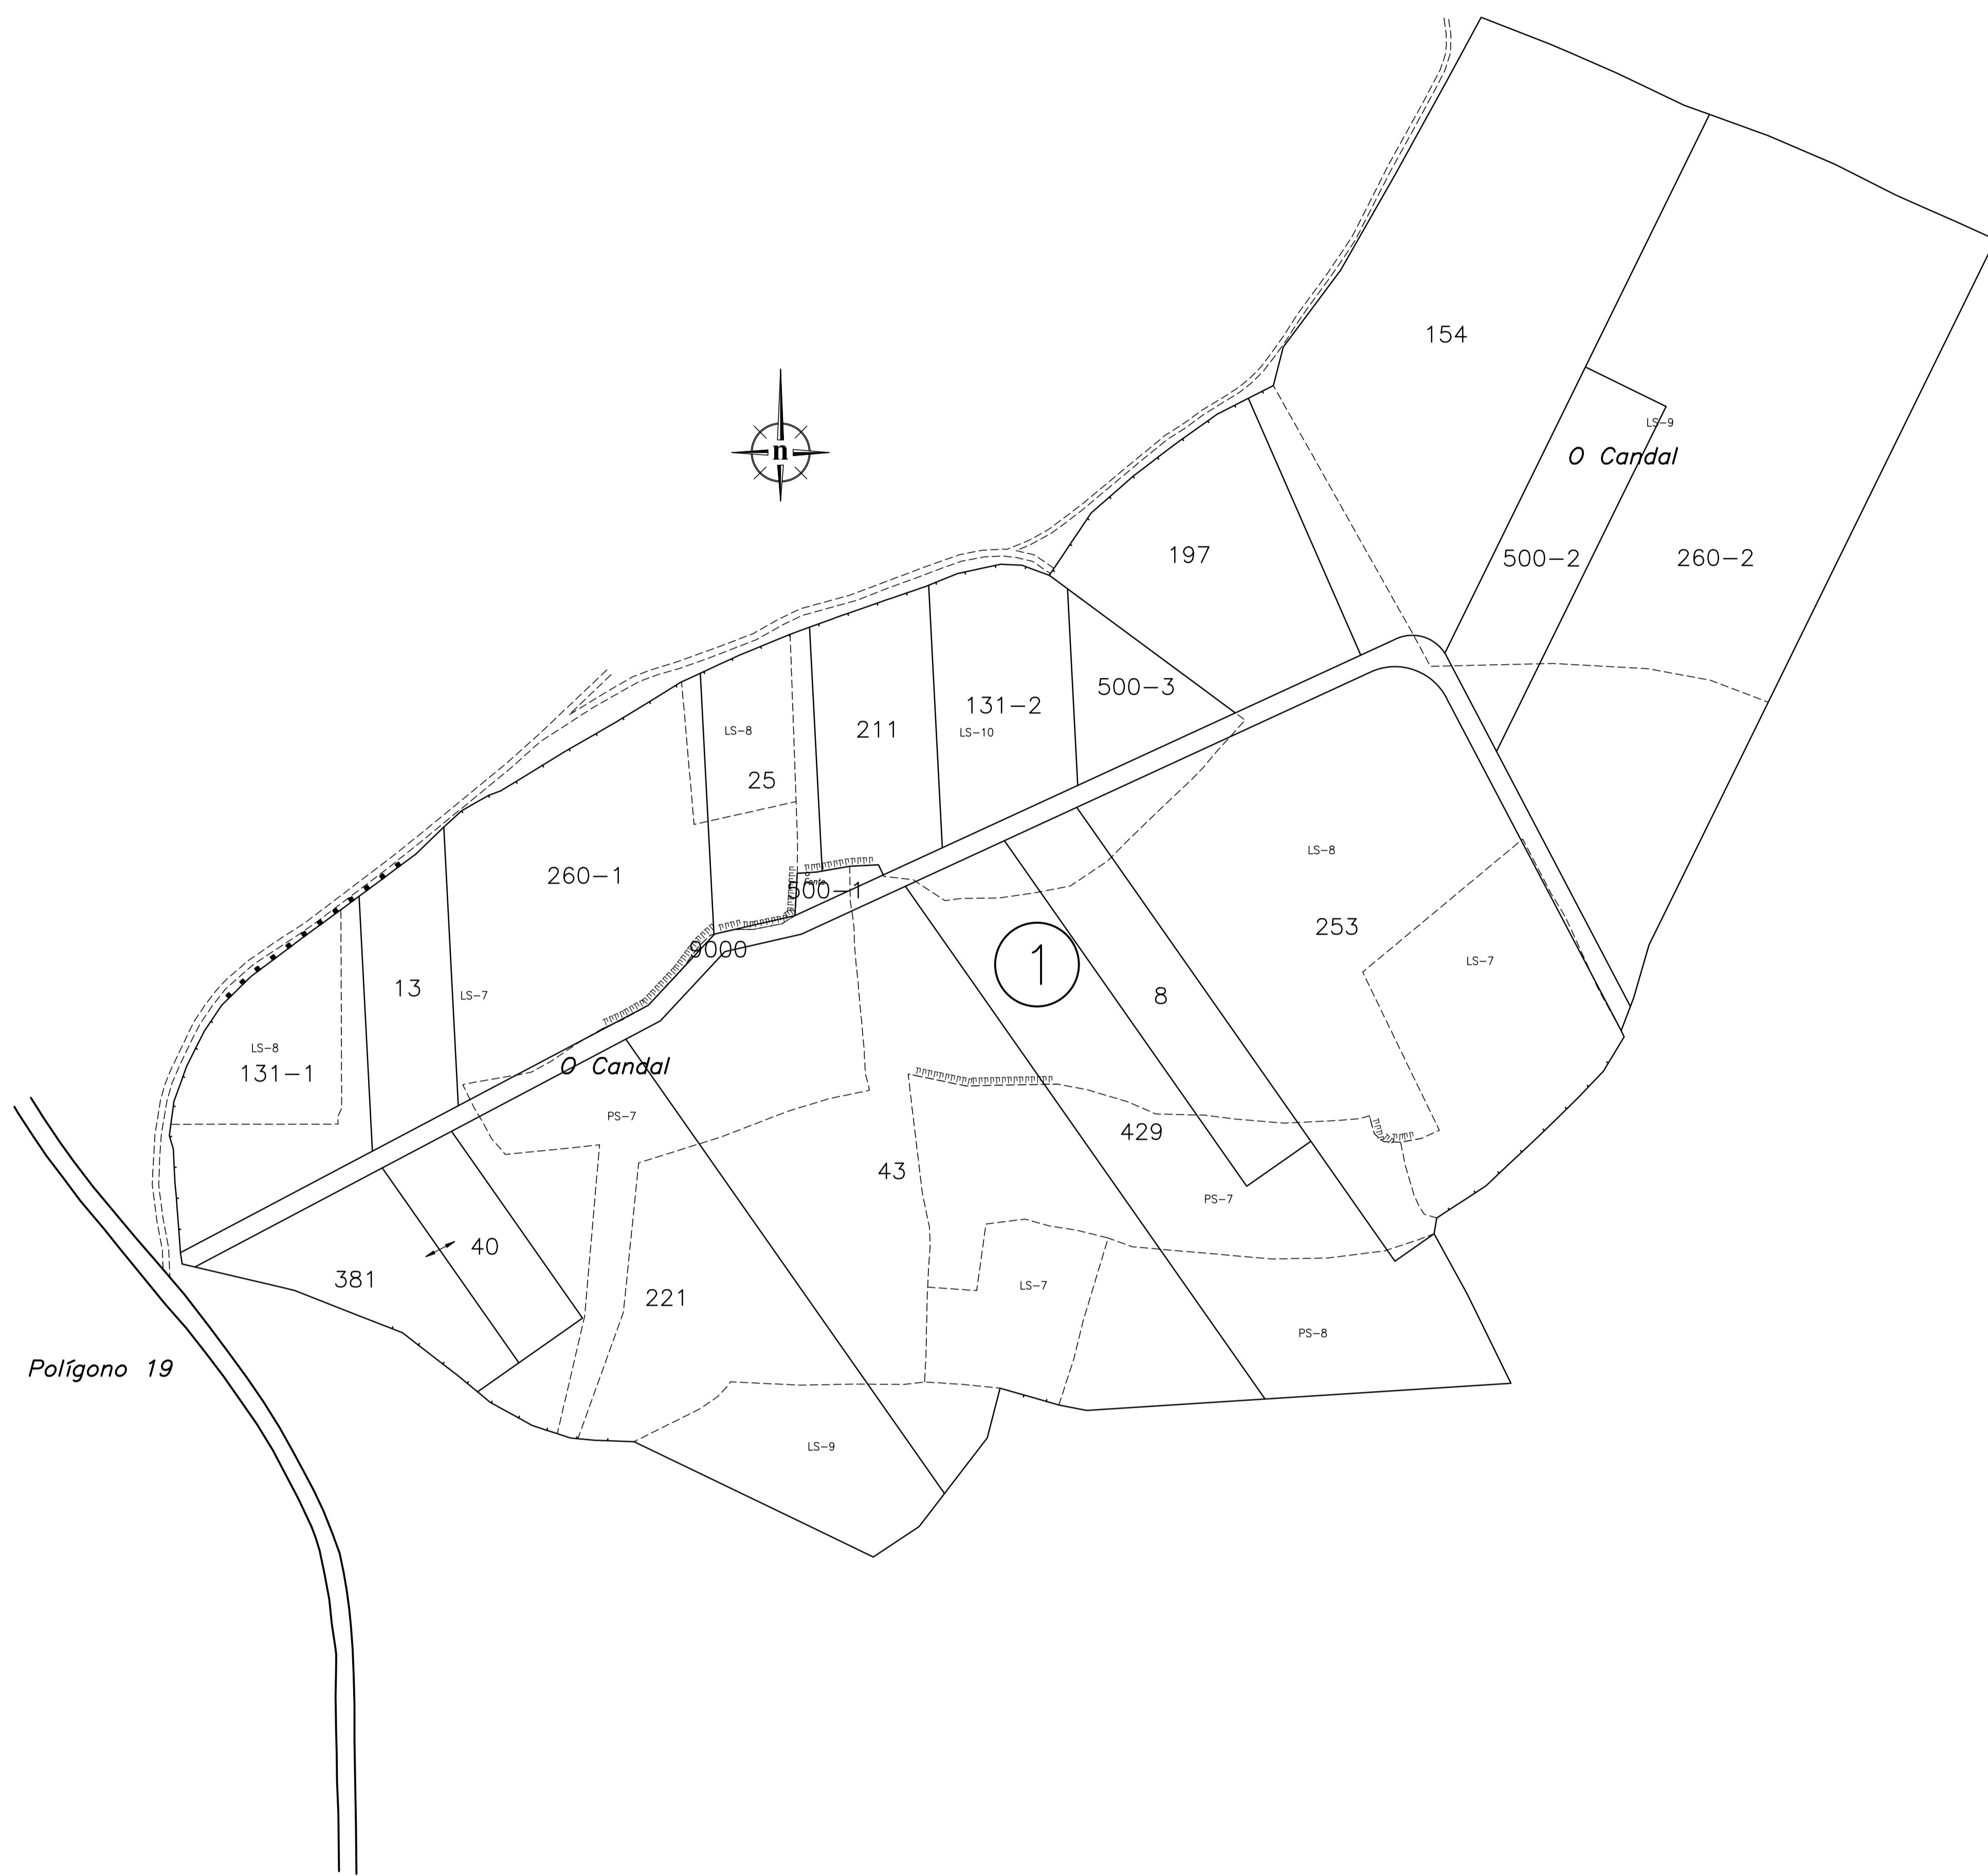 154
LS-9
O Candal
n
197
500-2
260-2
500-3
131-2
LS-10
LS-8
211
25
LS-8
260-1
Fonte
500-1
253
9000
1
LS-7
13
LS-7
8
LS-8
131-1
O Candal
PS-7
429
43
PS-7
40
381
LS-7
221
PS-8
Polígono 19
LS-9